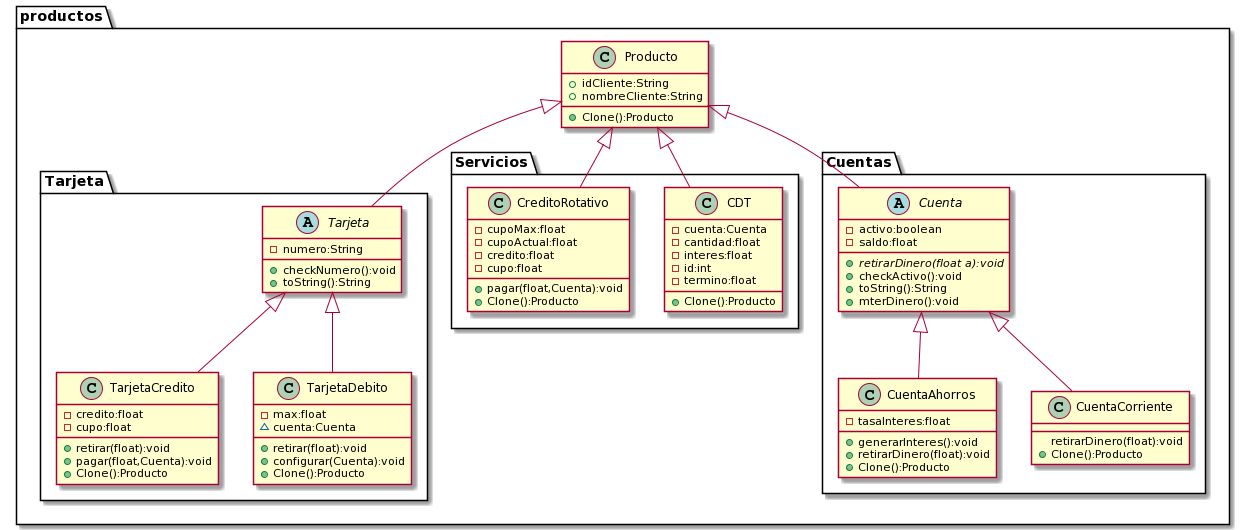 productos
C Producto
idCliente:String
nombreCliente:String
Clone():Producto
Tarjeta
A Tarjeta
numero:String
checkNumero():void
toString():String
C TarjetaCredito
credito:float
cupo:float
retirar(float):void
pagar(float,Cuenta):void
Clone():Producto
C TarjetaDebito
max:float
cuenta:Cuenta
retirar(float):void
configurar(Cuenta):void
Clone():Producto
Servicios
C CreditoRotativo
cupoMax:float
cupoActual:float
credito:float
cupo:float
pagar(float,Cuenta):void
Clone():Producto
C CDT
cuenta:Cuenta
cantidad:float
interes:float
id:int
termino:float
Clone():Producto
Cuentas
A Cuenta
activo:boolean
saldo:float
retirarDinero(float a):void
checkActivo():void
toString():String
mterDinero():void
C CuentaAhorros
tasaInteres:float
generarInteres():void
retirarDinero(float):void
Clone():Producto
C CuentaCorriente
retirarDinero(float):void
Clone():Producto